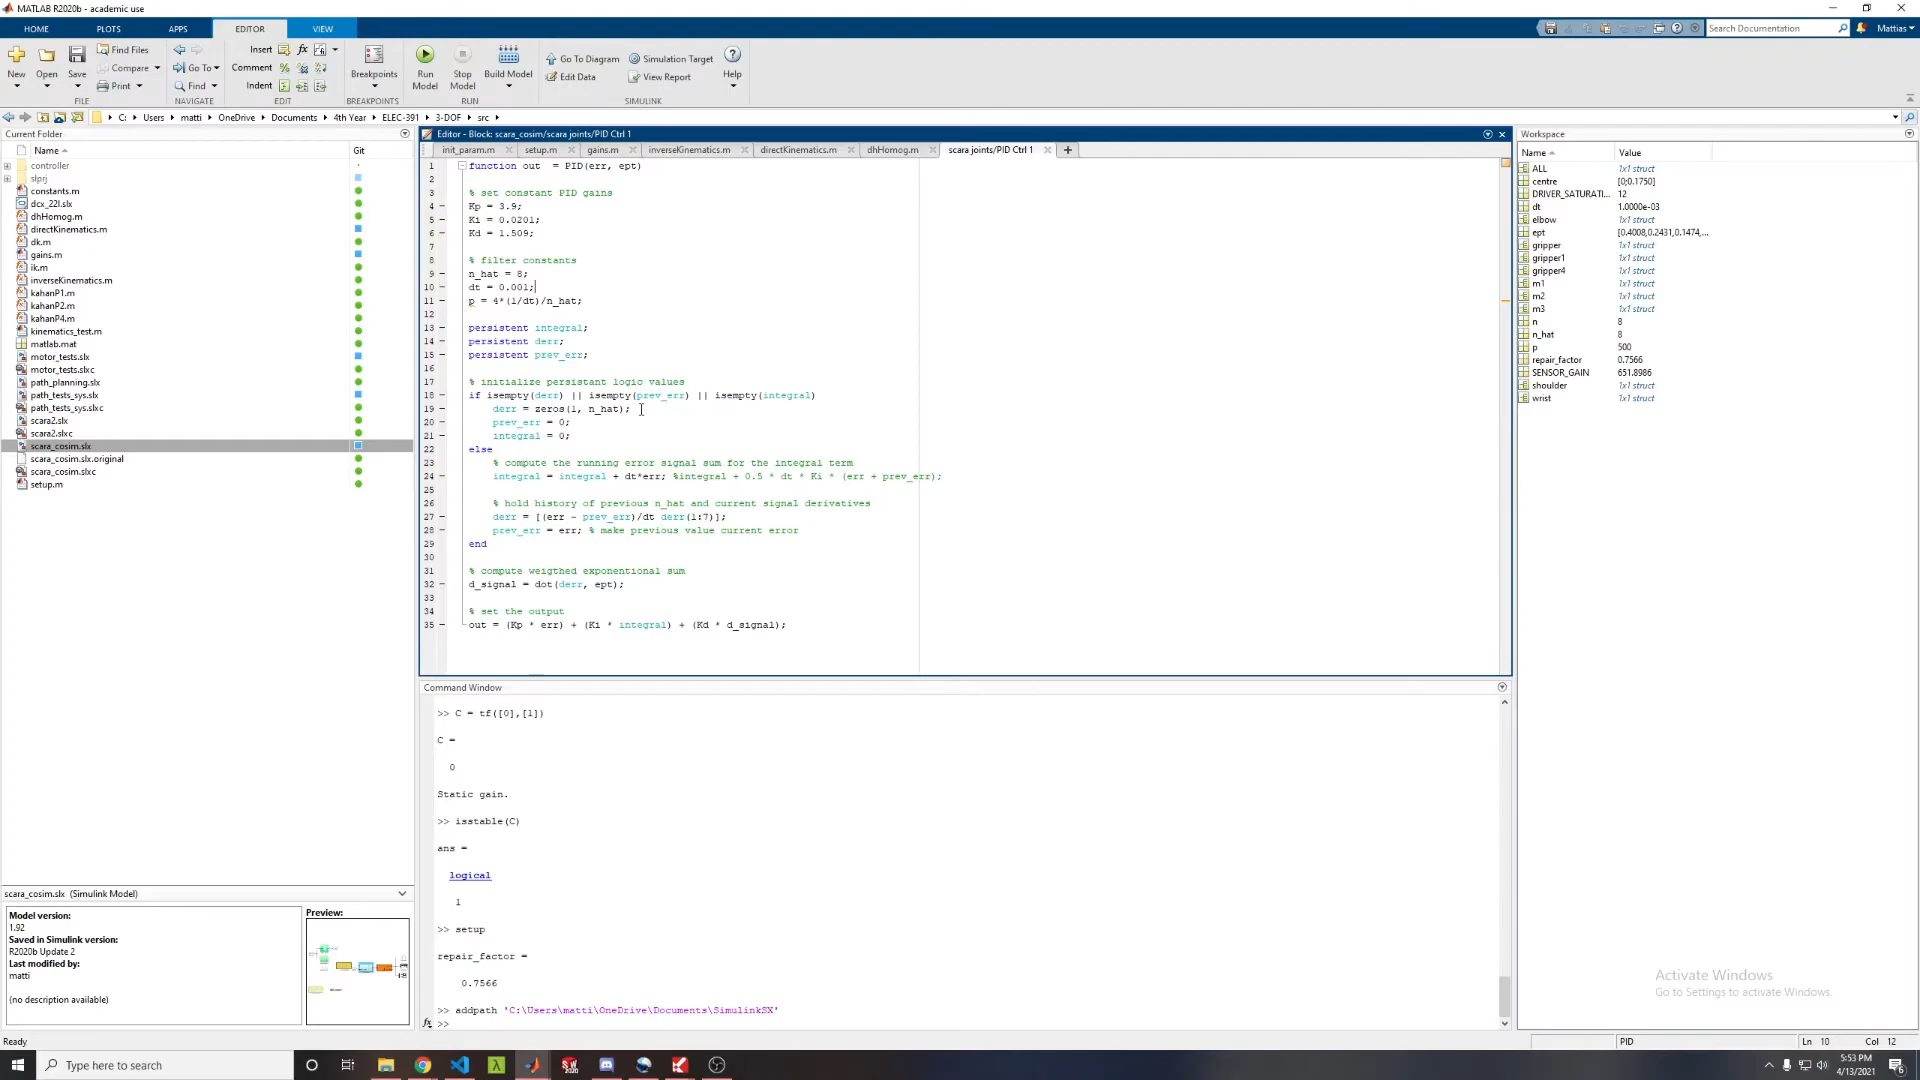 MATLAB R2020b - academic use
HOME PLOTS APPS EDITOR VIEW
Search Documentation
Mattias
New Open Save
Find Files
Compare
Print
Go To
Find
Insert
Comment
Indent
Breakpoints
Run Model
Stop Model
Build Model
Go To Diagram
Edit Data
Simulation Target
View Report
Help
FILE NAVIGATE EDIT BREAKPOINTS RUN SIMULINK
C: Users matti OneDrive Documents 4th Year ELEC-391 3-DOF src
Current Folder
Name Git
controller
slprj
constants.m
dcx_22l.slx
dhHomog.m
directKinematics.m
dk.m
gains.m
ik.m
inverseKinematics.m
kahanP1.m
kahanP2.m
kahanP4.m
kinematics_test.m
matlab.mat
motor_tests.slx
motor_tests.slxc
path_planning.slx
path_tests_sys.slx
path_tests_sys.slxc
scara2.slx
scara2.slxc
scara_cosim.slx
scara_cosim.slx.original
scara_cosim.slxc
setup.m
scara_cosim.slx (Simulink Model)
Model version:
1.92
Saved in Simulink version:
R2020b Update 2
Last modified by:
matti
(no description available)
Preview:
Editor - Block: scara_cosim/scara joints/PID Ctrl 1
init_param.m setup.m gains.m inverseKinematics.m directKinematics.m dhHomog.m scara joints/PID Ctrl 1
1 function out  = PID(err, ept)
2
3 % set constant PID gains
4 Kp = 3.9;
5 Ki = 0.0201;
6 Kd = 1.509;
7
8 % filter constants
9 n_hat = 8;
10 dt = 0.001;
11 p = 4*(1/dt)/n_hat;
12
13 persistent integral;
14 persistent derr;
15 persistent prev_err;
16
17 % initialize persistant logic values
18 if isempty(derr) || isempty(prev_err) || isempty(integral)
19 derr = zeros(1, n_hat);
20 prev_err = 0;
21 integral = 0;
22 else
23 % compute the running error signal sum for the integral term
24 integral = integral + dt*err; %integral + 0.5 * dt * Ki * (err + prev_err);
25
26 % hold history of previous n_hat and current signal derivatives
27 derr = [(err - prev_err)/dt derr(1:7)];
28 prev_err = err; % make previous value current error
29 end
30
31 % compute weigthed exponentional sum
32 d_signal = dot(derr, ept);
33
34 % set the output
35 out = (Kp * err) + (Ki * integral) + (Kd * d_signal);
Command Window
>> C = tf([0],[1])
C =
0
Static gain.
>> isstable(C)
ans =
logical
1
>> setup
repair_factor =
0.7566
>> addpath 'C:\Users\matti\OneDrive\Documents\SimulinkSX'
fx >>
Workspace
Name Value
ALL 1x1 struct
centre [0;0.1750]
DRIVER_SATURATI... 12
dt 1.0000e-03
elbow 1x1 struct
ept [0.4008,0.2431,0.1474,...
gripper 1x1 struct
gripper1 1x1 struct
gripper4 1x1 struct
m1 1x1 struct
m2 1x1 struct
m3 1x1 struct
n 8
n_hat 8
p 500
repair_factor 0.7566
SENSOR_GAIN 651.8986
shoulder 1x1 struct
wrist 1x1 struct
Activate Windows
Go to Settings to activate Windows.
Ready
PID Ln 10 Col 12
Type here to search
5:53 PM
4/13/2021